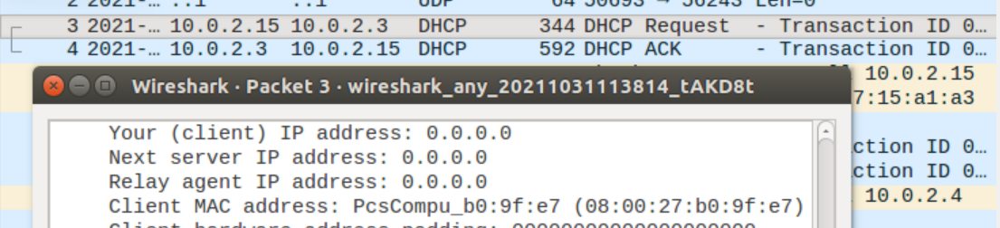 2 2021-… ::1 ::1 UDP 64 50693 → 56243 Len=0
3 2021-… 10.0.2.15 10.0.2.3 DHCP 344 DHCP Request - Transaction ID 0…
4 2021-… 10.0.2.3 10.0.2.15 DHCP 592 DHCP ACK - Transaction ID 0…
10.0.2.15
Wireshark · Packet 3 · wireshark_any_20211031113814_tAKD8t
7:15:a1:a3
Your (client) IP address: 0.0.0.0
Next server IP address: 0.0.0.0
ction ID 0…
Relay agent IP address: 0.0.0.0
ction ID 0…
Client MAC address: PcsCompu_b0:9f:e7 (08:00:27:b0:9f:e7)
10.0.2.4
Client hardware address padding: 00000000000000000000